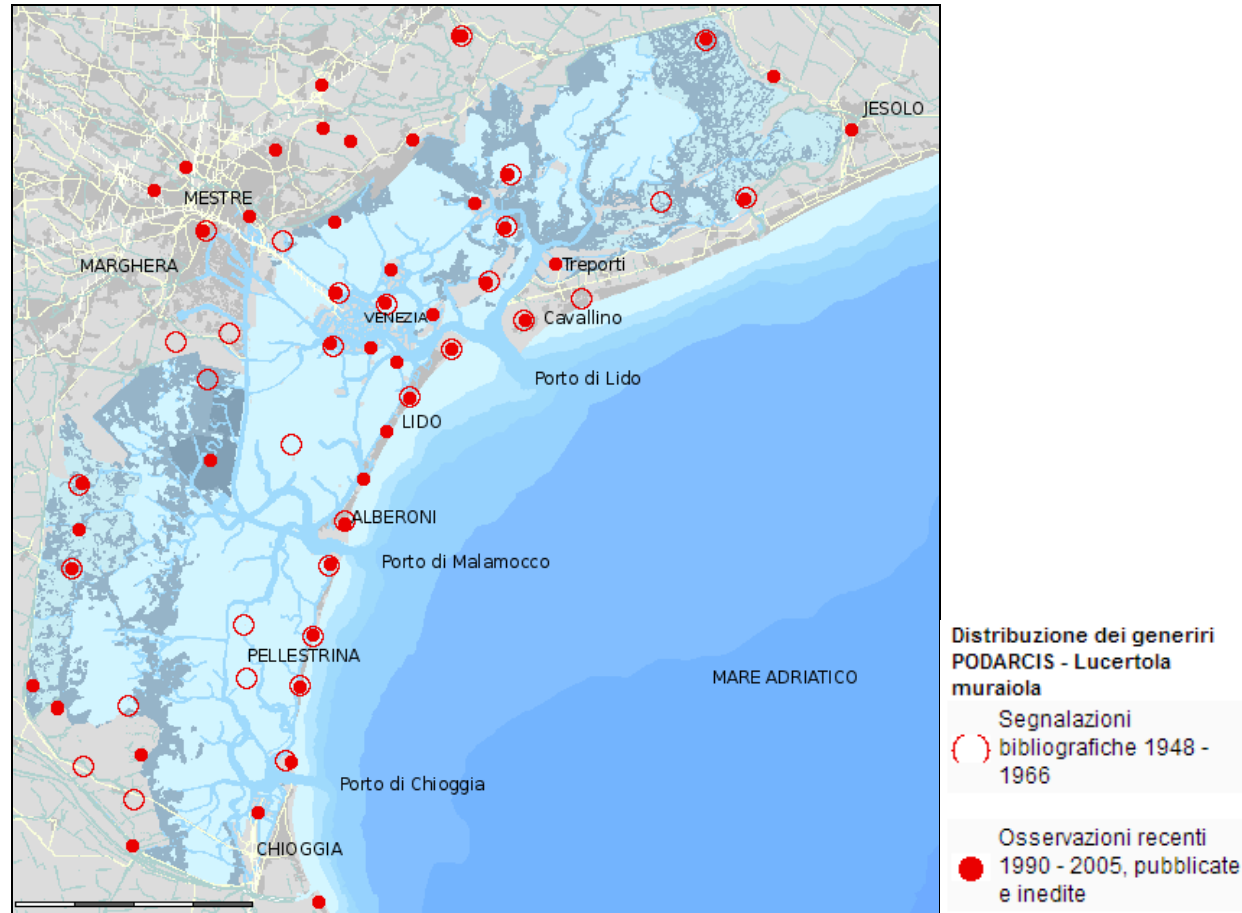 JESOLO
MESTRE
MARGHERA
Treporti
VENEZIA
Cavallino
Porto di Lido
LIDO
ALBERONI
Porto di Malamocco
PELLESTRINA
MARE ADRIATICO
Porto di Chioggia
CHIOGGIA
Distribuzione dei generiri
PODARCIS - Lucertola
muraiola
Segnalazioni
bibliografiche 1948 -
1966
Osservazioni recenti
1990 - 2005, pubblicate
e inedite